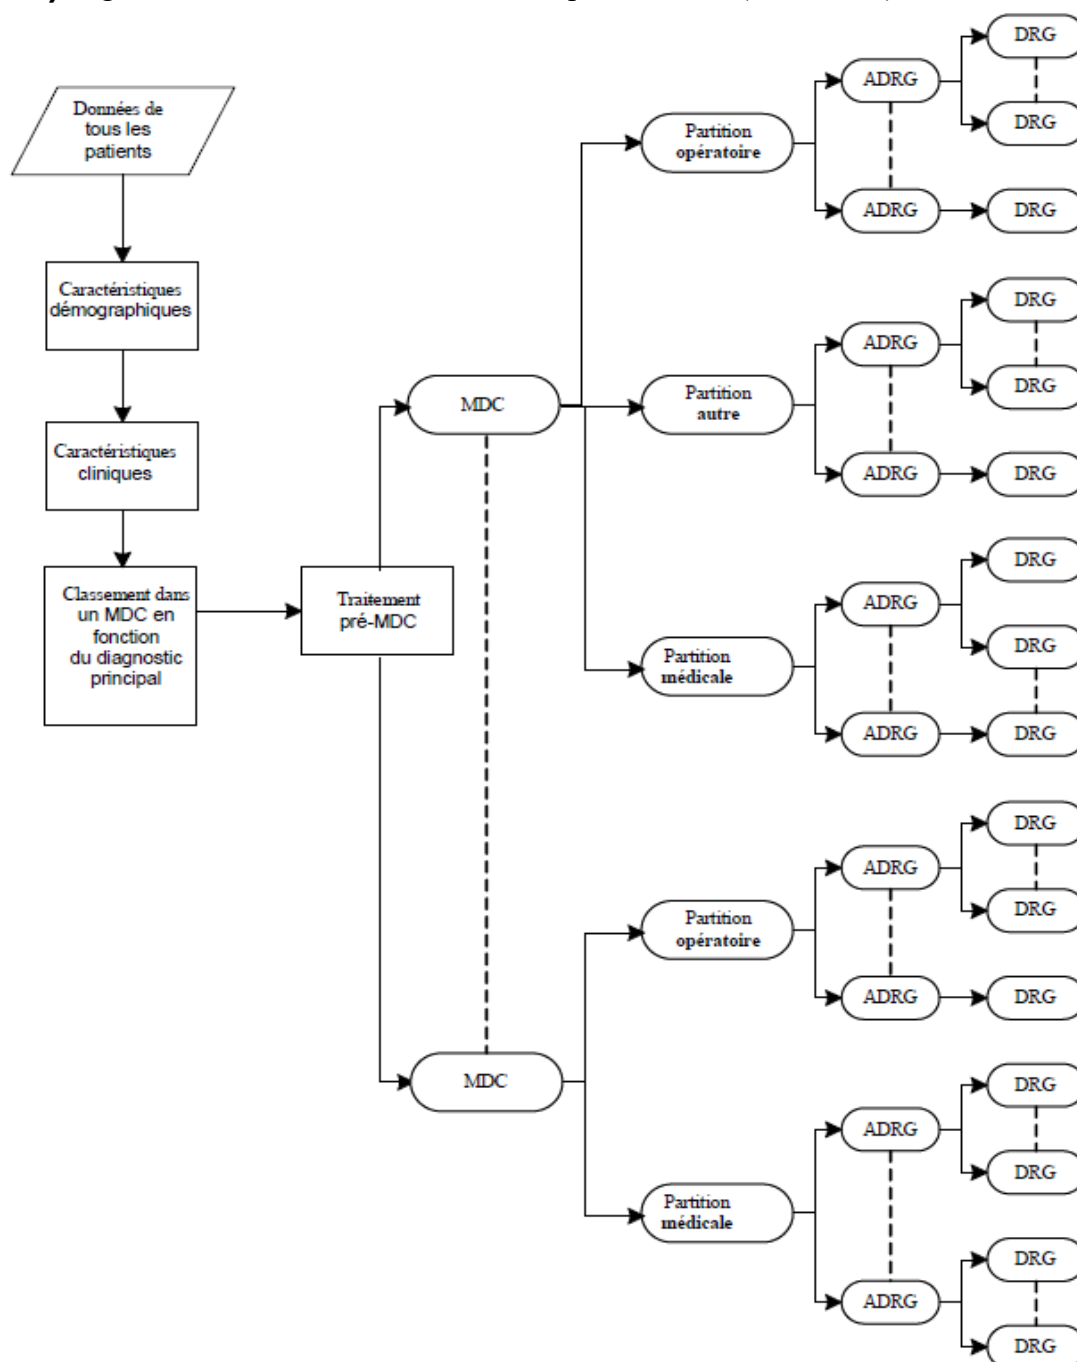 Données de
tous les
patients
Caractéristiques
démographiques
Caractéristiques
cliniques
Classement dans
un MDC en
fonction
du diagnostic
principal
Traitement
pré-MDC
MDC
Partition
opératoire
ADRG
DRG
DRG
ADRG
DRG
Partition
autre
ADRG
DRG
DRG
ADRG
DRG
Partition
médicale
ADRG
DRG
DRG
ADRG
DRG
MDC
Partition
opératoire
ADRG
DRG
DRG
ADRG
DRG
Partition
médicale
ADRG
DRG
DRG
ADRG
DRG
DRG